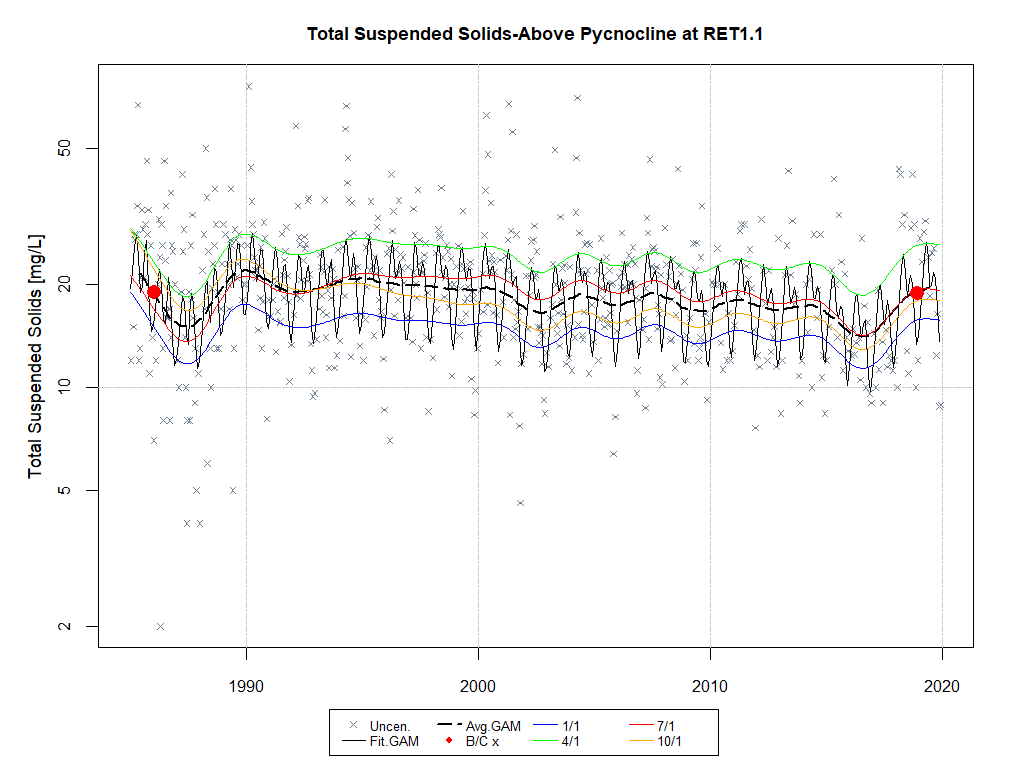 Total Suspended Solids-Above Pycnocline at RET1.1
Total Suspended Solids [mg/L]
50
20
10
5
2
1990 2000 2010 2020
Uncen. Avg.GAM 1/1 7/1
Fit.GAM B/C x 4/1 10/1